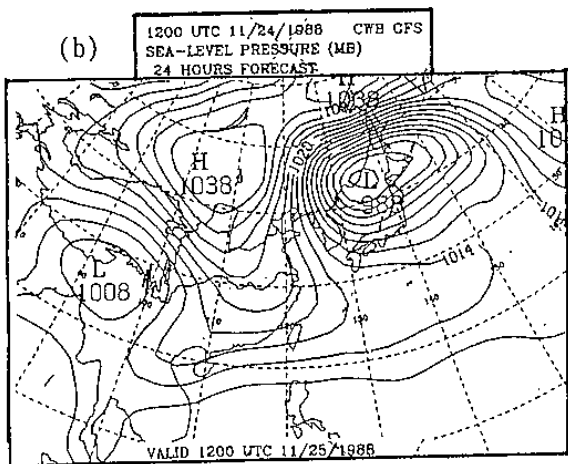 (b)
1200 UTC 11/24/1988 CWB GFS
SEA-LEVEL PRESSURE (MB)
24 HOURS FORECAST
H
1038
H
H
1038
1020
L
988
L
1008
1014
VALID 1200 UTC 11/25/1988